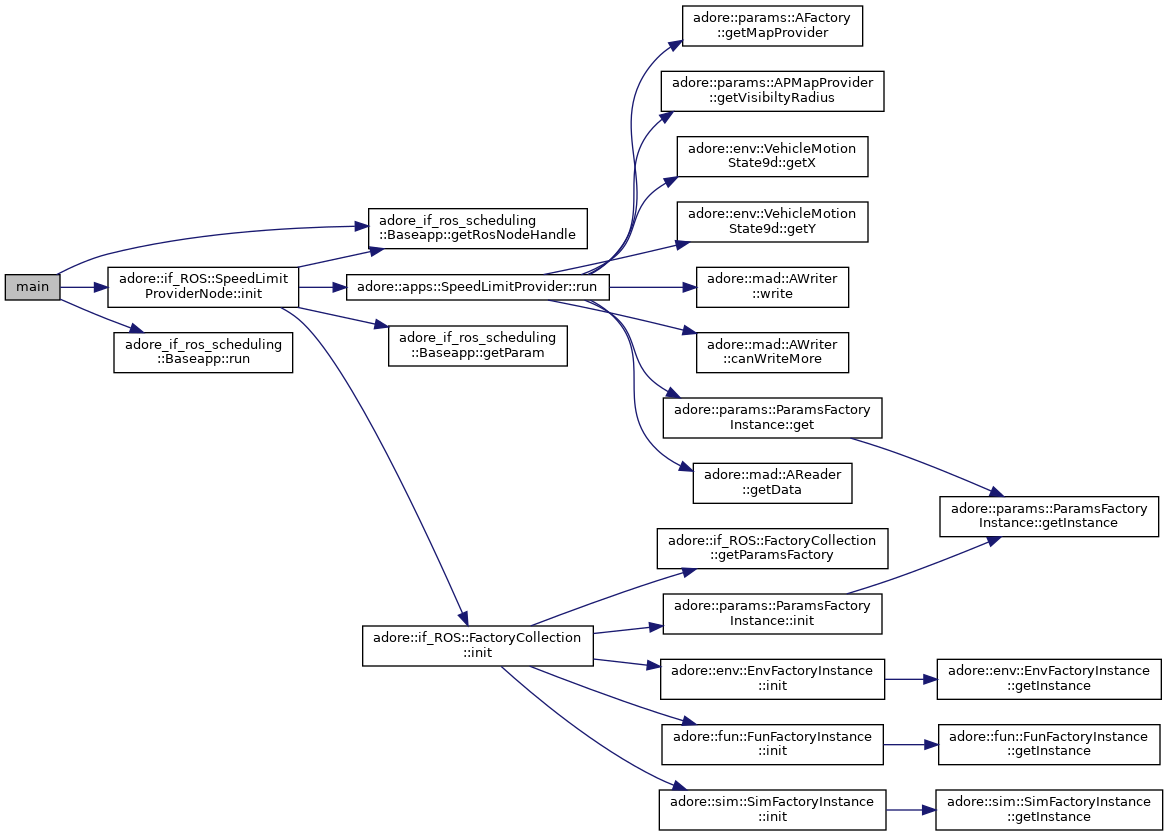 adore::params::AFactory
::getMapProvider
adore::params::APMapProvider
::getVisibiltyRadius
adore::env::VehicleMotion
State9d::getX
adore::env::VehicleMotion
State9d::getY
adore_if_ros_scheduling
::Baseapp::getRosNodeHandle
main
adore::if_ROS::SpeedLimit
ProviderNode::init
adore::apps::SpeedLimitProvider::run
adore::mad::AWriter
::write
adore_if_ros_scheduling
::Baseapp::run
adore_if_ros_scheduling
::Baseapp::getParam
adore::mad::AWriter
::canWriteMore
adore::params::ParamsFactory
Instance::get
adore::mad::AReader
::getData
adore::params::ParamsFactory
Instance::getInstance
adore::if_ROS::FactoryCollection
::getParamsFactory
adore::params::ParamsFactory
Instance::init
adore::if_ROS::FactoryCollection
::init
adore::env::EnvFactoryInstance
::init
adore::env::EnvFactoryInstance
::getInstance
adore::fun::FunFactoryInstance
::init
adore::fun::FunFactoryInstance
::getInstance
adore::sim::SimFactoryInstance
::init
adore::sim::SimFactoryInstance
::getInstance